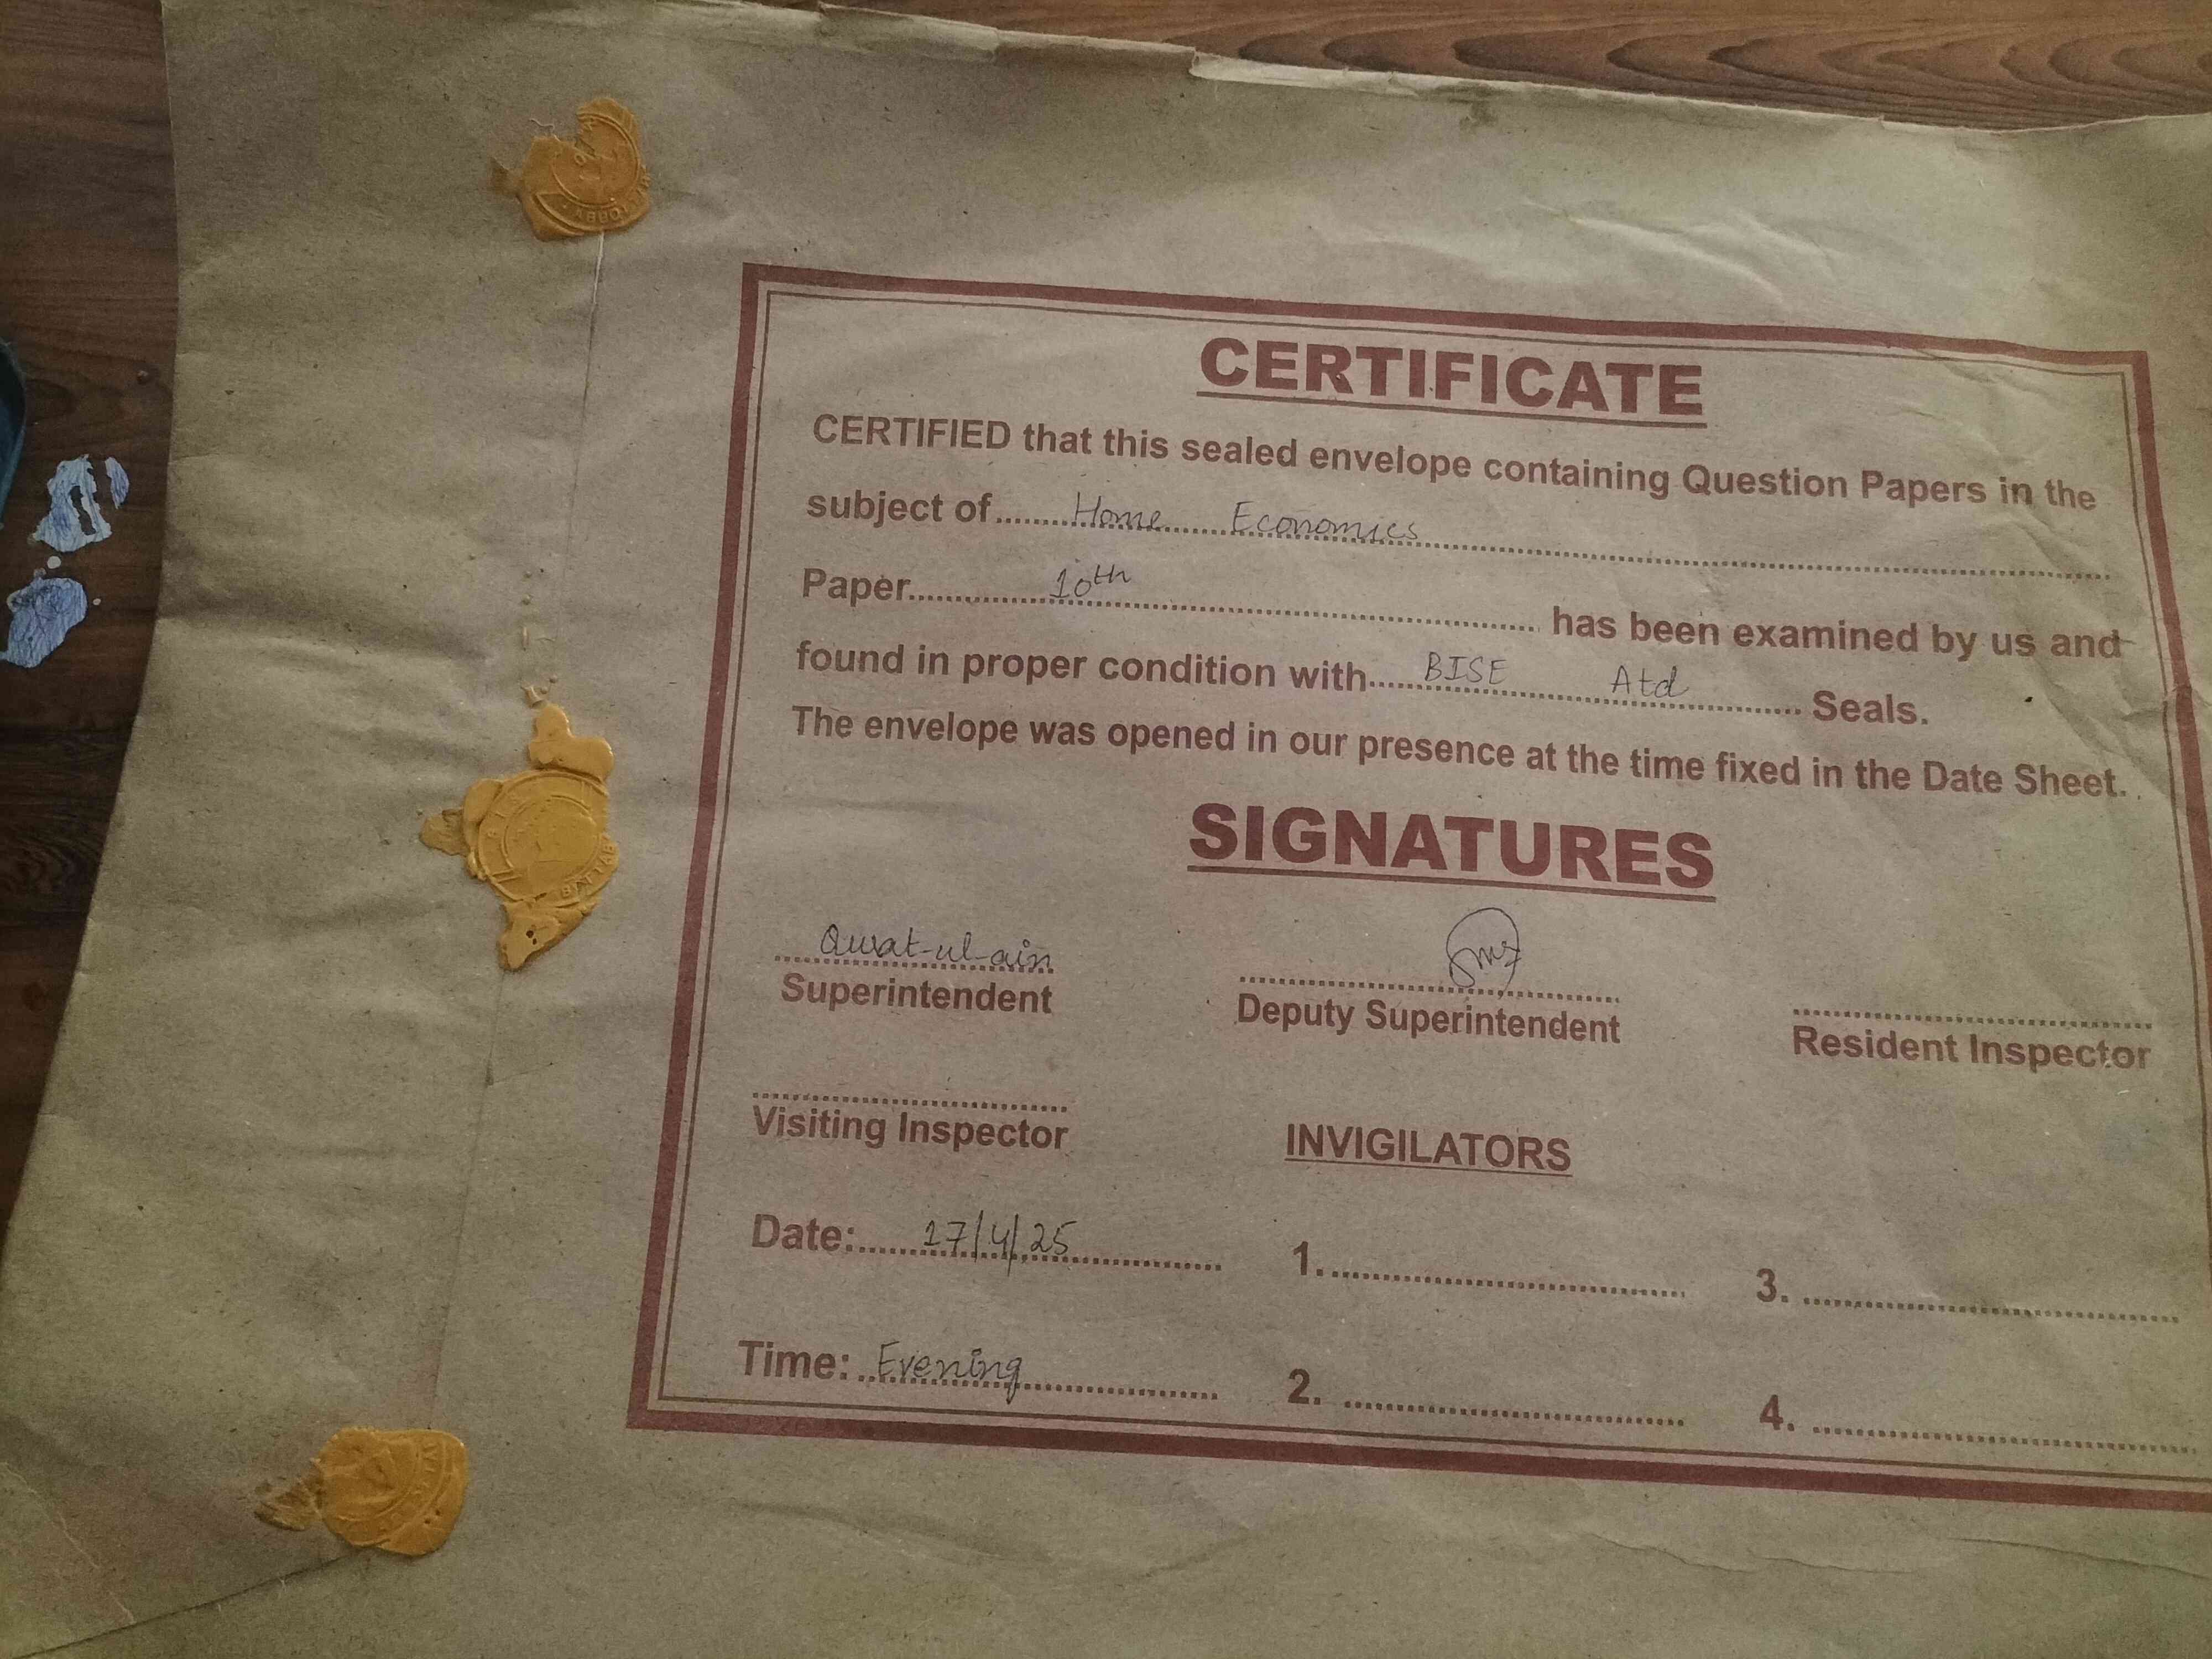 CERTIFICATE
CERTIFIED that this sealed envelope containing Question Papers in the
subject of Home Economics
Paper 10th has been examined by us and
found in proper condition with BISE Atd Seals.
The envelope was opened in our presence at the time fixed in the Date Sheet.
SIGNATURES
Qurat-ul-ain
Superintendent
Deputy Superintendent
Resident Inspector
Visiting Inspector
INVIGILATORS
Date: 17/4/25
1.
3.
Time: Evening
2.
4.